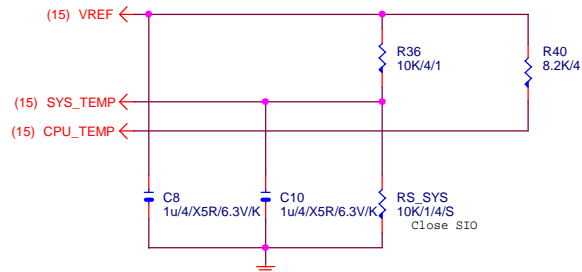 (15) VREF
R36
10K/4/1
R40
8.2K/4
(15) SYS_TEMP
(15) CPU_TEMP
C8
1u/4/X5R/6.3V/K
C10
1u/4/X5R/6.3V/K
RS_SYS
10K/1/4/S
Close SIO